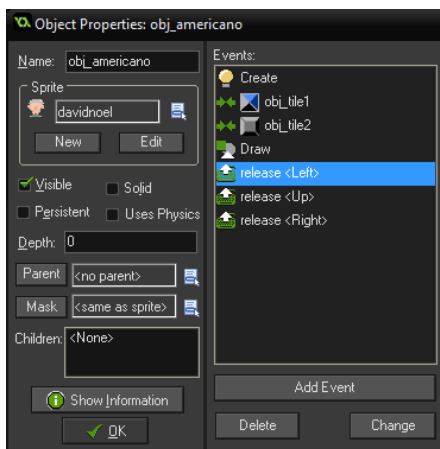 Object Properties: obj_americano
Name: obj_americano
Sprite
davidnoel
New Edit
Visible Solid
Persistent Uses Physics
Depth: 0
Parent <no parent>
Mask <same as sprite>
Children: <None>
Show Information
OK
Events:
Create
obj_tile1
obj_tile2
Draw
release <Left>
release <Up>
release <Right>
Add Event
Delete Change